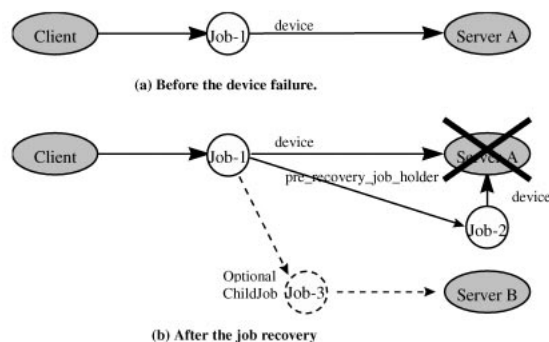 Client
Job-1
device
Server A
(a) Before the device failure.
Client
Job-1
device
Server A
pre_recovery_job_holder
device
Job-2
Optional
ChildJob
Job-3
Server B
(b) After the job recovery